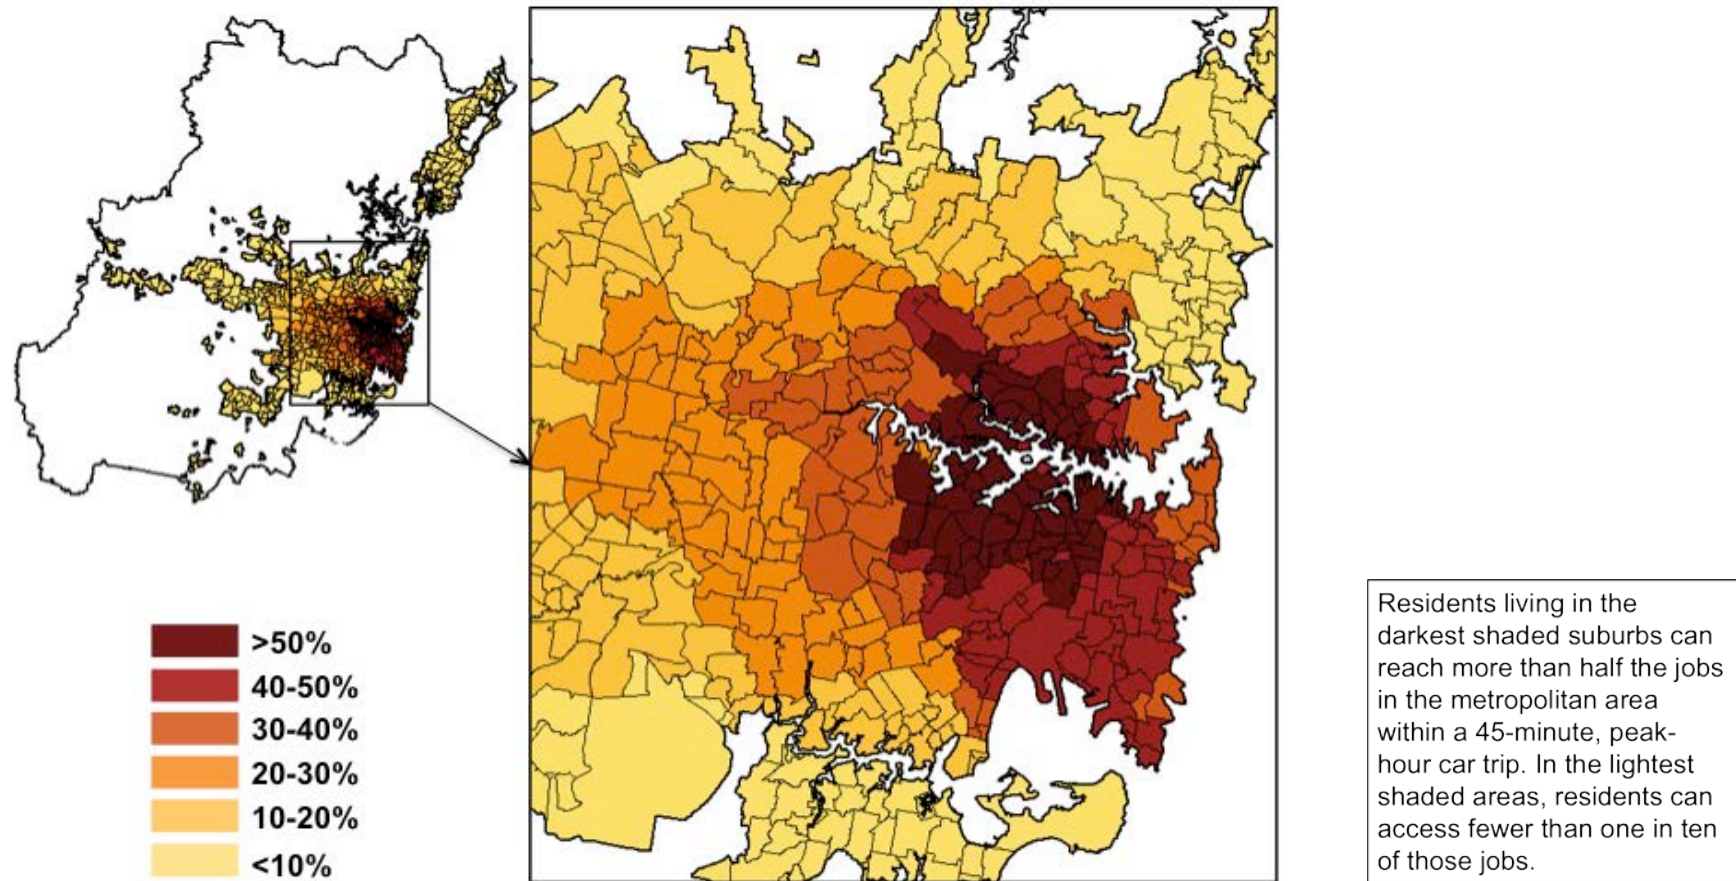 >50%
40-50%
30-40%
20-30%
10-20%
<10%
Residents living in the
darkest shaded suburbs can
reach more than half the jobs
in the metropolitan area
within a 45-minute, peak-
hour car trip. In the lightest
shaded areas, residents can
access fewer than one in ten
of those jobs.